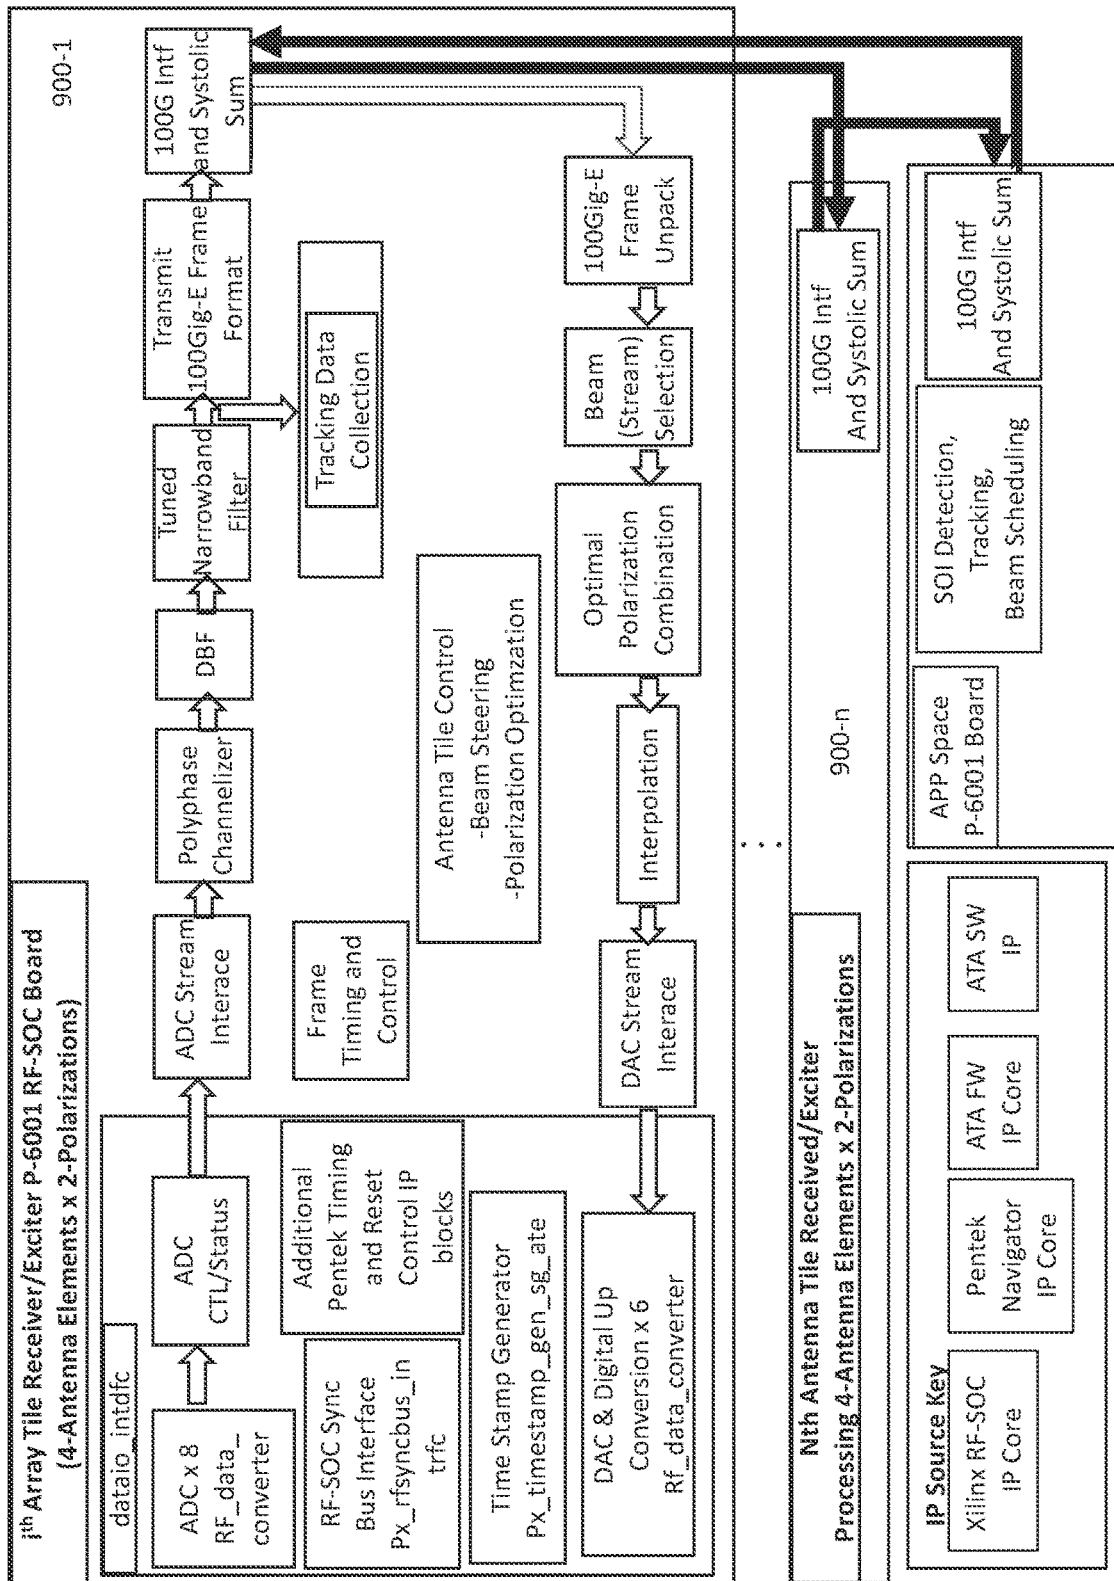 jth Array Tile Receiver/Exciter P-6001 RF-SOC Board
(4-Antenna Elements x 2-Polarizations)
900-1
dataio_intdfc
ADC x 8
RF_data_
converter
ADC
CTL/Status
ADC Stream
Interace
Polyphase
Channelizer
DBF
Tuned
Narrowband
Filter
Transmit
100Gig-E Frame
Format
100G Intf
and Systolic
Sum
RF-SOC Sync
Bus Interface
Px_rfsyncbus_in
trfc
Additional
Pentek Timing
and Reset
Control IP
blocks
Frame
Timing and
Control
Tracking Data
Collection
Time Stamp Generator
Px_timestamp_gen_sg_ate
Antenna Tile Control
-Beam Steering
-Polarization Optimzation
DAC & Digital Up
Conversion x 6
Rf_data_converter
DAC Stream
Interace
Interpolation
Optimal
Polarization
Combination
Beam
(Stream)
Selection
100Gig-E
Frame
Unpack
. . .
Nth Antenna Tile Received/Exciter
Processing 4-Antenna Elements x 2-Polarizations
900-n
100G Intf
And Systolic Sum
IP Source Key
Xilinx RF-SOC
IP Core
Pentek
Navigator
IP Core
ATA FW
IP Core
ATA SW
IP
APP Space
P-6001 Board
SOI Detection,
Tracking,
Beam Scheduling
100G Intf
And Systolic Sum